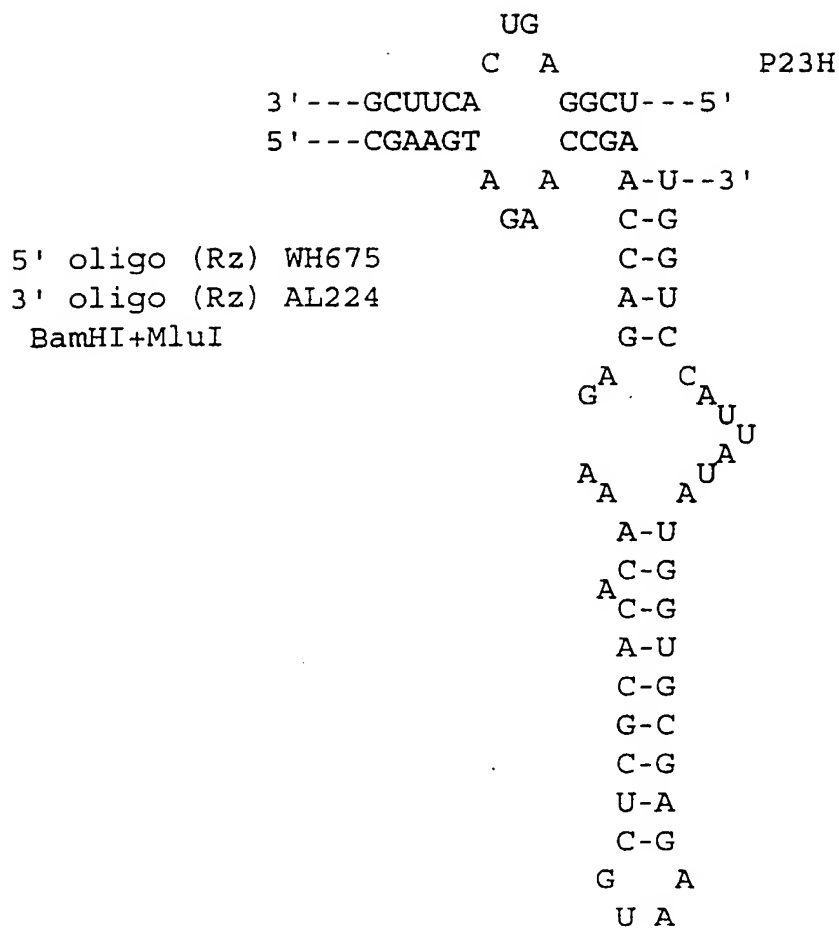 UG
C A P23H
3'---GCUUCA GGCU---5'
5'---CGAAGT CCGA
A A A-U--3'
GA C-G
5' oligo (Rz) WH675 C-G
3' oligo (Rz) AL224 A-U
BamHI+MluI G-C
G A C A U U
A A A U A
A-U
C-G
A C-G
A-U
C-G
G-C
C-G
U-A
C-G
G A
U A